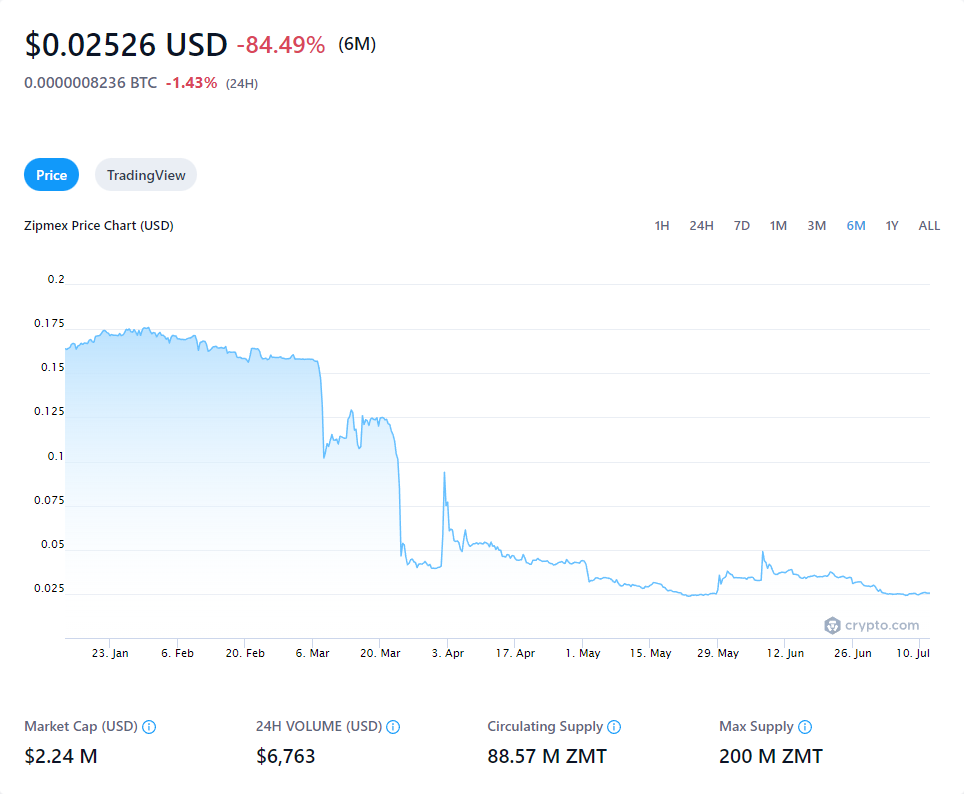 $0.02526 USD -84.49% (6M)
0.0000008236 BTC -1.43% (24H)
Price TradingView
Zipmex Price Chart (USD) 1H 24H 7D 1M 3M 6M 1Y ALL
0.2
0.175
0.15
0.125
0.1
0.075
0.05
0.025
crypto.com
23. Jan 6. Feb 20. Feb 6. Mar 20. Mar 3. Apr 17. Apr 1. May 15. May 29. May 12. Jun 26. Jun 10. Jul
Market Cap (USD) 24H VOLUME (USD) Circulating Supply Max Supply
$2.24 M $6,763 88.57 M ZMT 200 M ZMT